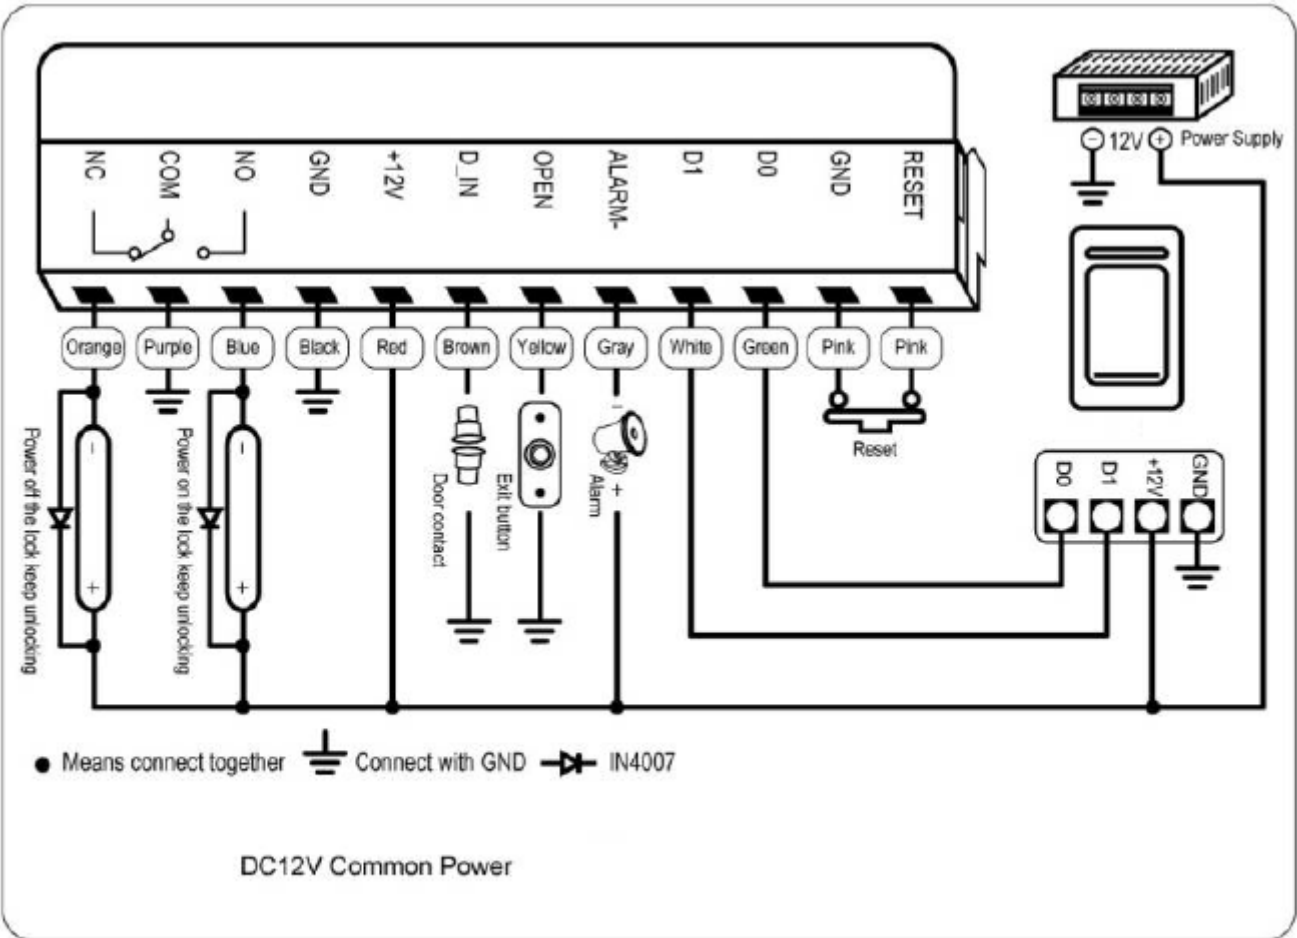 12V
Power Supply
NC
COM
NO
GND
+12V
D_IN
OPEN
ALARM-
D1
D0
GND
RESET
Orange
Purple
Blue
Black
Red
Brown
Yellow
Gray
White
Green
Pink
Pink
Reset
Power off the lock keep unlocking
Power on the lock keep unlocking
Door contact
Exit button
Alarm
D0
D1
+12V
GND
Means connect together
Connect with GND
IN4007
DC12V Common Power